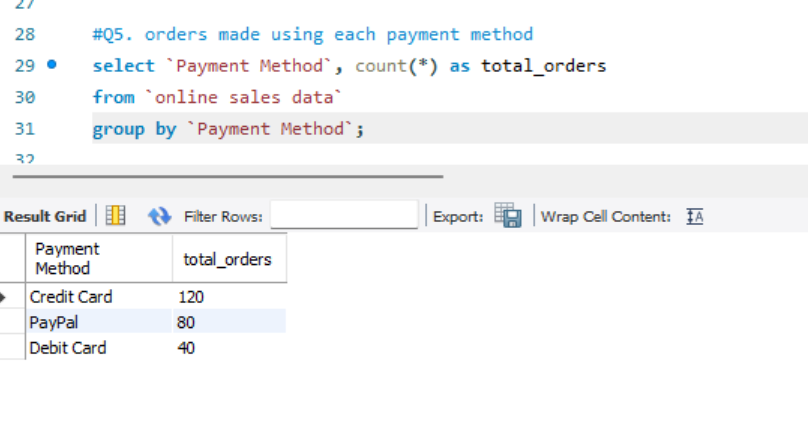 27
28 #Q5. orders made using each payment method
29 select `Payment Method`, count(*) as total_orders
30 from `online sales data`
31 group by `Payment Method`;
32
Result Grid Filter Rows: Export: Wrap Cell Content: IA
Payment
Method total_orders
Credit Card 120
PayPal 80
Debit Card 40